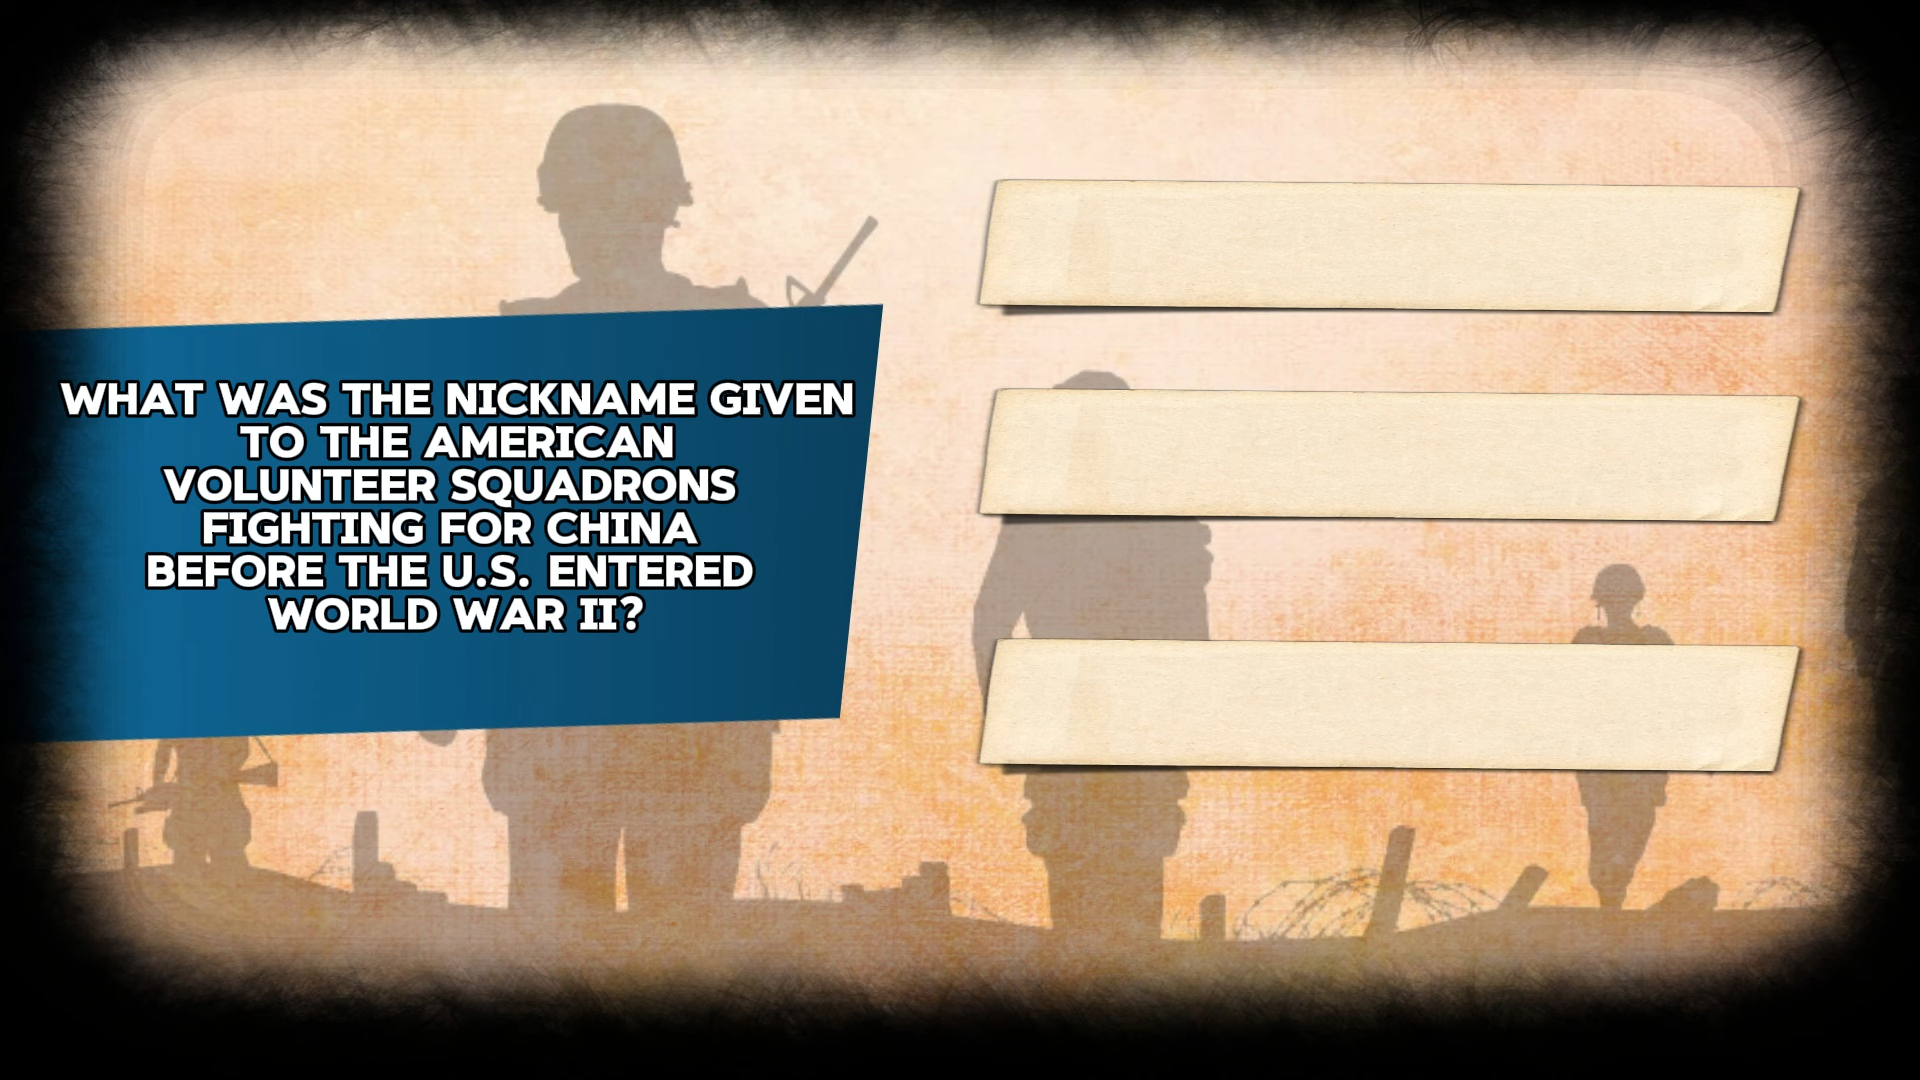 WHAT WAS THE NICKNAME GIVEN
TO THE AMERICAN
VOLUNTEER SQUADRONS
FIGHTING FOR CHINA
BEFORE THE U.S. ENTERED
WORLD WAR II?